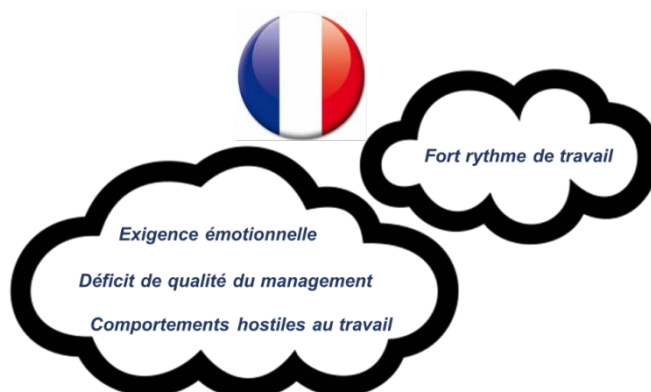 Fort rythme de travail
Exigence émotionnelle
Déficit de qualité du management
Comportements hostiles au travail